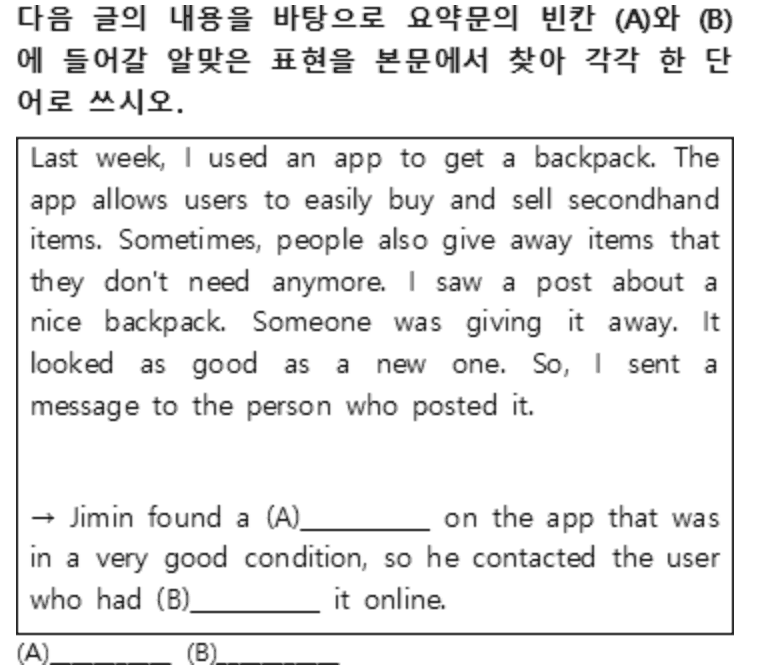 다음 글의 내용을 바탕으로 요약문의 빈칸 (A)와 (B)
에 들어갈 알맞은 표현을 본문에서 찾아 각각 한 단
어로 쓰시오.
Last week, I used an app to get a backpack. The
app allows users to easily buy and sell secondhand
items. Sometimes, people also give away items that
they don't need anymore. I saw a post about a
nice backpack. Someone was giving it away. It
looked as good as a new one. So, I sent a
message to the person who posted it.
→ Jimin found a (A)__________ on the app that was
in a very good condition, so he contacted the user
who had (B)__________ it online.
(A)__________ (B)__________